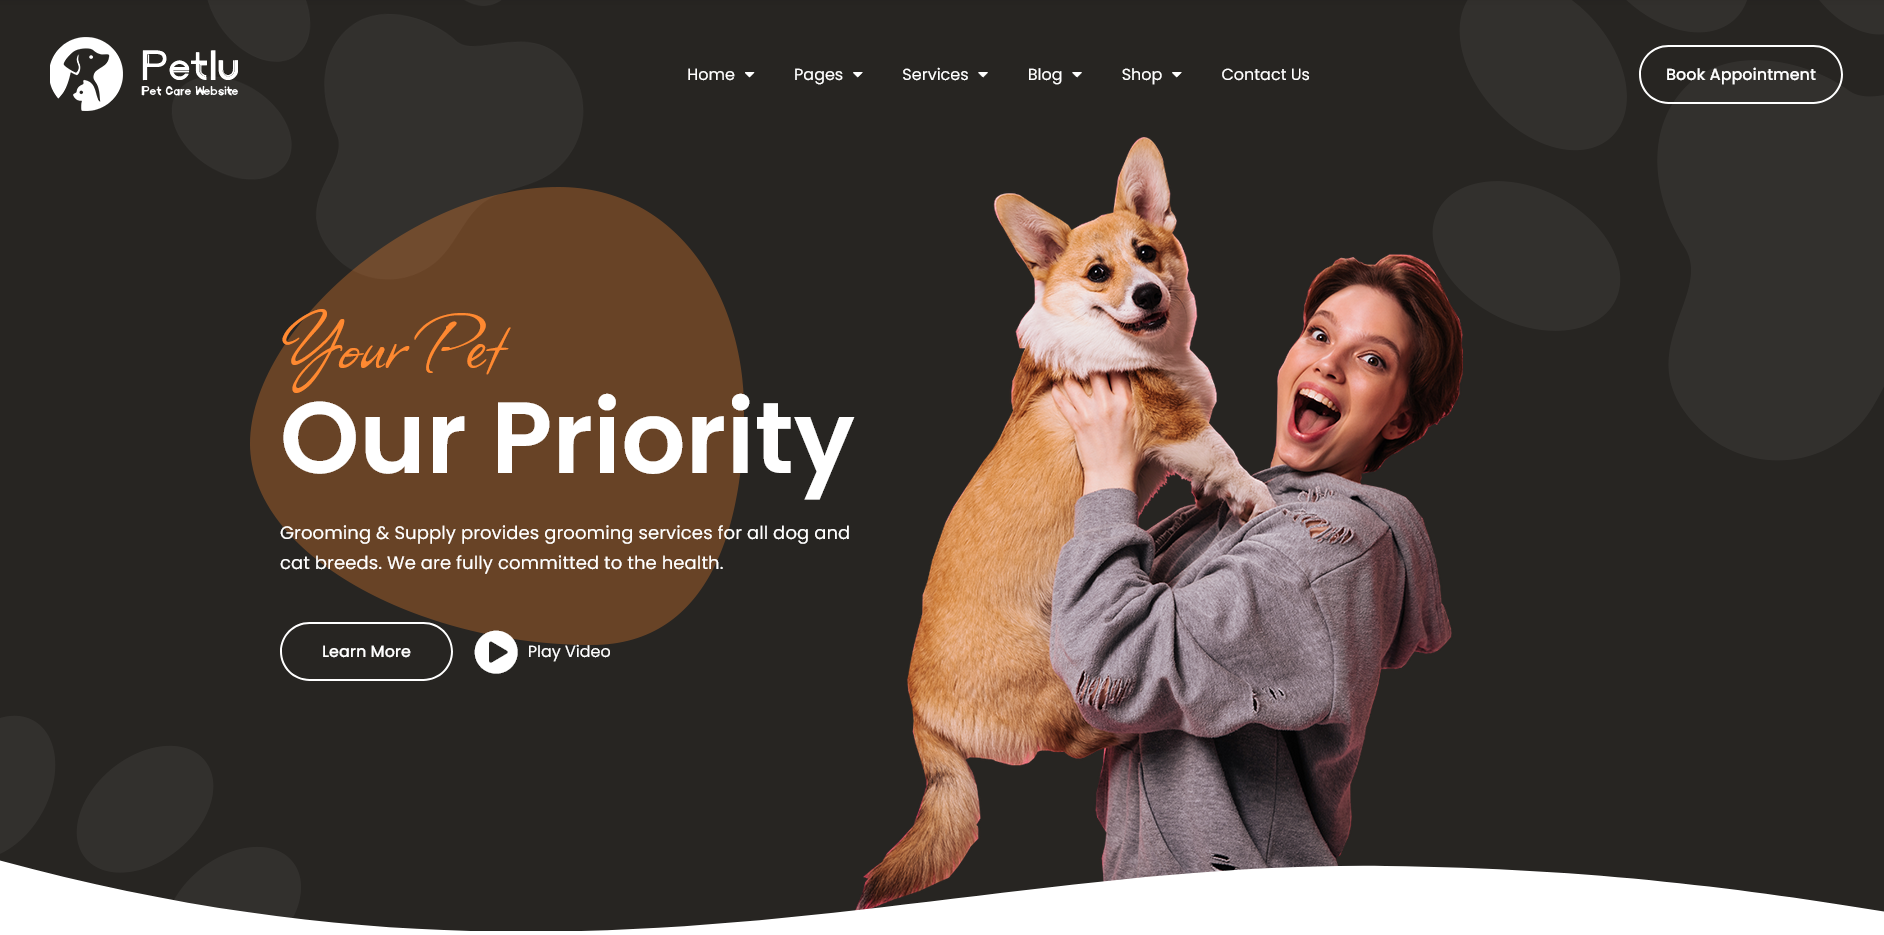 Petlu
Pet Care Website
Home
Pages
Services
Blog
Shop
Contact Us
Book Appointment
Your Pet
Our Priority
Grooming & Supply provides grooming services for all dog and
cat breeds. We are fully committed to the health.
Learn More
Play Video